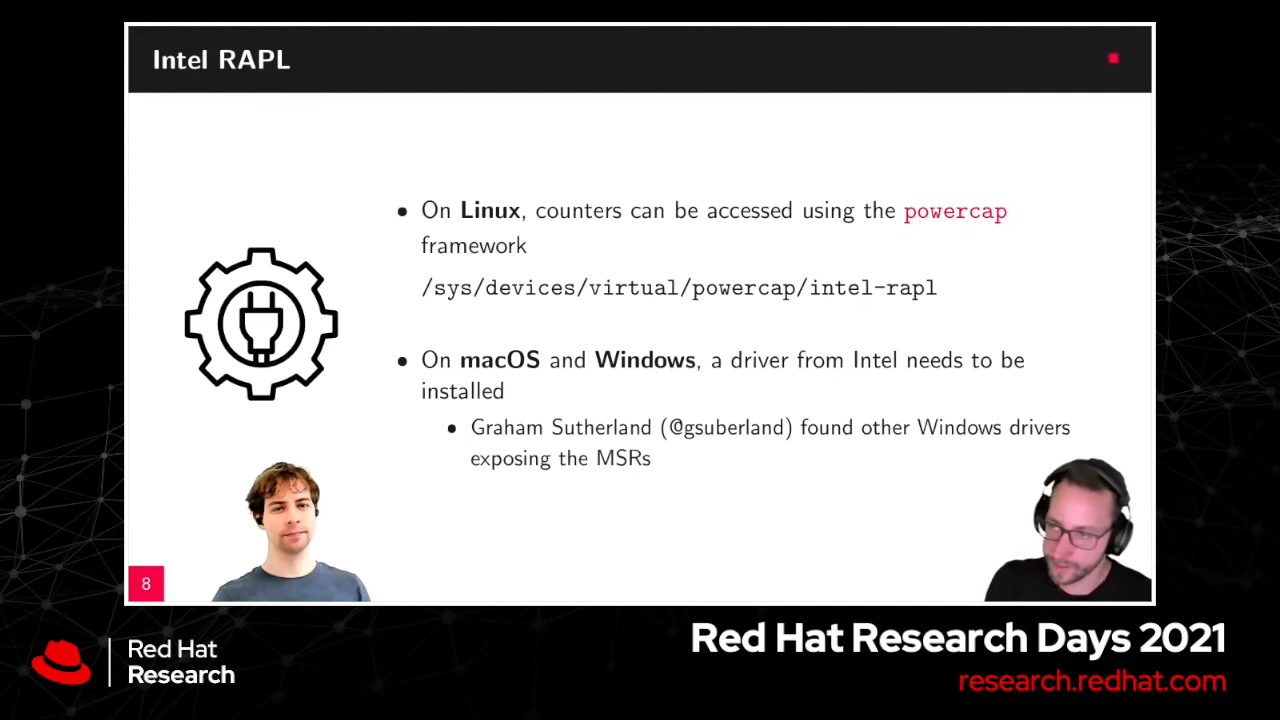 Intel RAPL
• On Linux, counters can be accessed using the powercap
framework
/sys/devices/virtual/powercap/intel-rapl
• On macOS and Windows, a driver from Intel needs to be
installed
• Graham Sutherland (@gsuberland) found other Windows drivers
exposing the MSRs
8
Red Hat
Research
Red Hat Research Days 2021
research.redhat.com